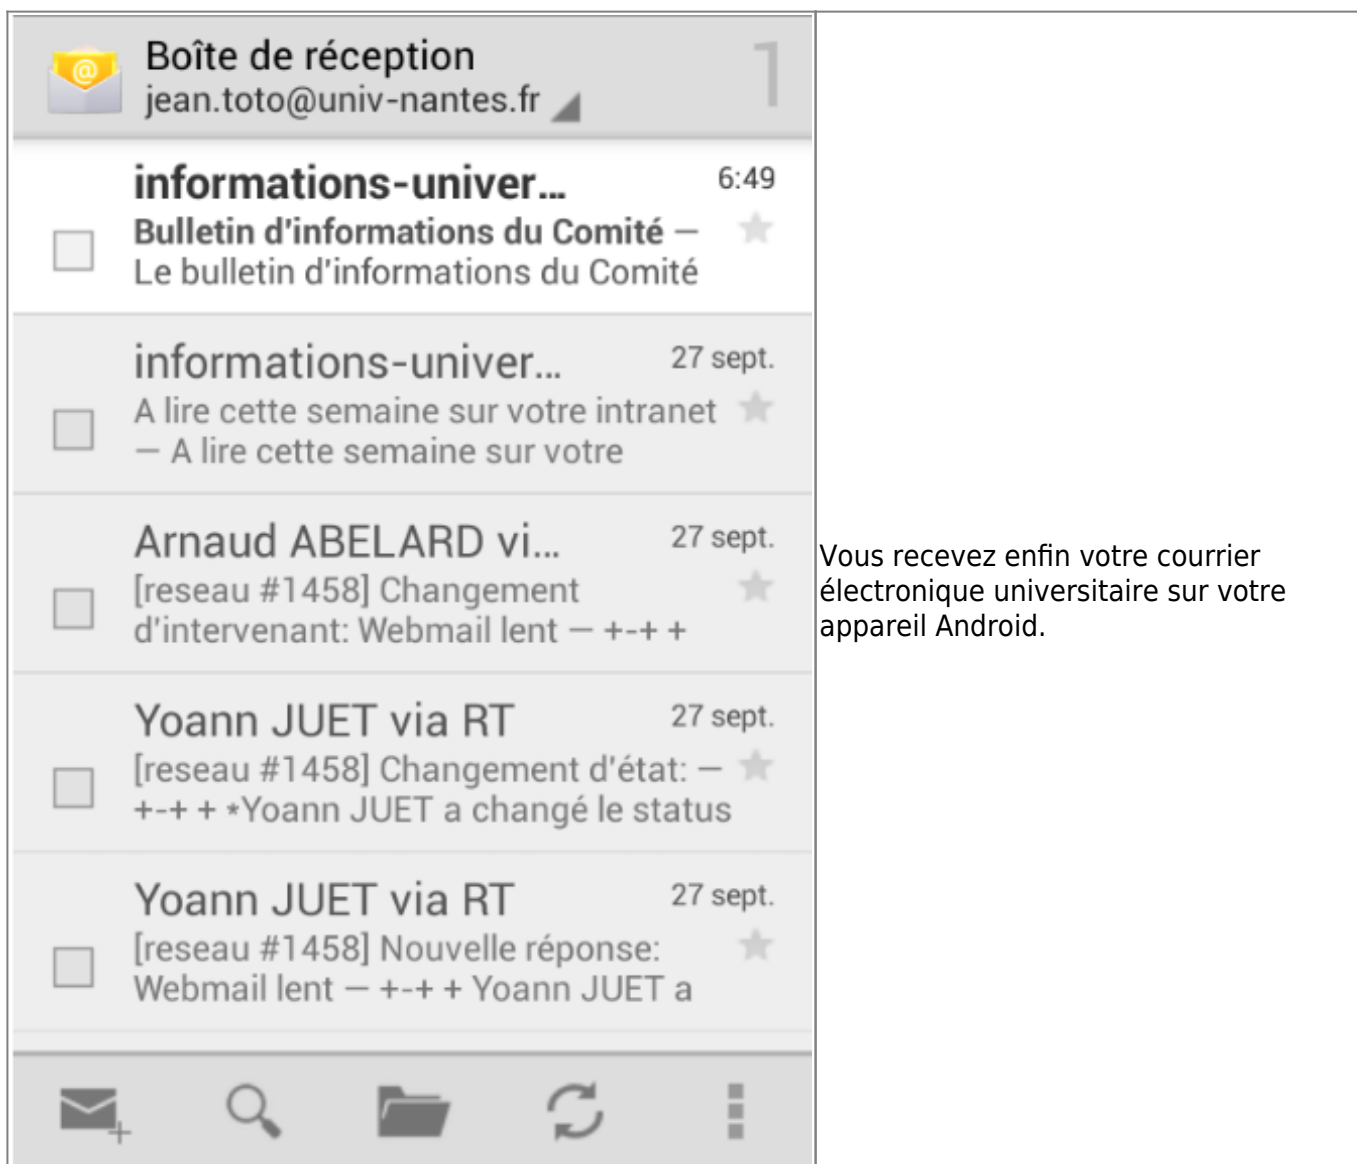 Boîte de réception
1
jean.toto@univ-nantes.fr
informations-univer...
6:49
Bulletin d'informations du Comité —
Le bulletin d'informations du Comité
informations-univer...
27 sept.
A lire cette semaine sur votre intranet
— A lire cette semaine sur votre
Arnaud ABELARD vi...
27 sept.
[reseau #1458] Changement
d'intervenant: Webmail lent — +-+ +
Yoann JUET via RT
27 sept.
[reseau #1458] Changement d'état: —
+-+ + *Yoann JUET a changé le status
Yoann JUET via RT
27 sept.
[reseau #1458] Nouvelle réponse:
Webmail lent — +-+ + Yoann JUET a
Vous recevez enfin votre courrier
électronique universitaire sur votre
appareil Android.